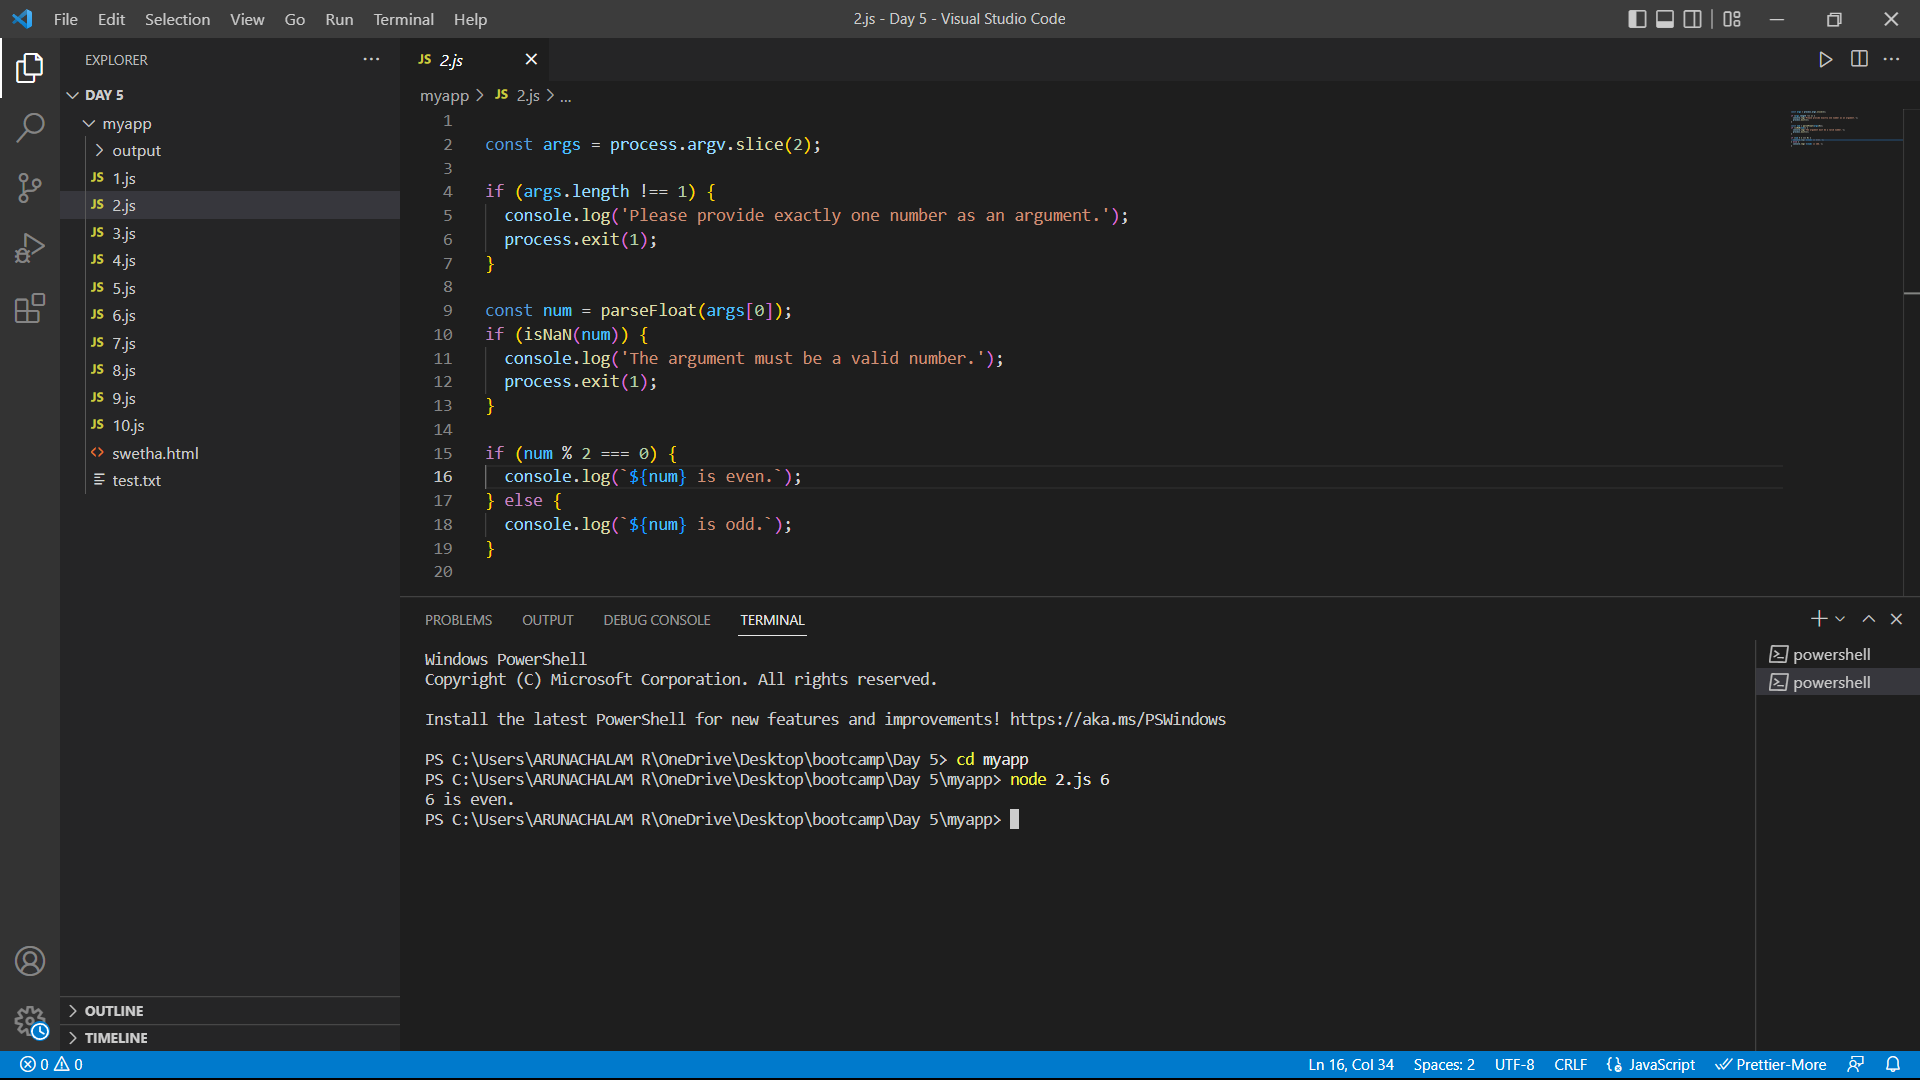 File Edit Selection View Go Run Terminal Help
2.js - Day 5 - Visual Studio Code
EXPLORER
DAY 5
myapp
output
JS 1.js
JS 2.js
JS 3.js
JS 4.js
JS 5.js
JS 6.js
JS 7.js
JS 8.js
JS 9.js
JS 10.js
swetha.html
test.txt
OUTLINE
TIMELINE
JS 2.js
myapp > JS 2.js > ...
1
2 const args = process.argv.slice(2);
3
4 if (args.length !== 1) {
5 console.log('Please provide exactly one number as an argument.');
6 process.exit(1);
7 }
8
9 const num = parseFloat(args[0]);
10 if (isNaN(num)) {
11 console.log('The argument must be a valid number.');
12 process.exit(1);
13 }
14
15 if (num % 2 === 0) {
16 console.log(`${num} is even.`);
17 } else {
18 console.log(`${num} is odd.`);
19 }
20
PROBLEMS OUTPUT DEBUG CONSOLE TERMINAL
Windows PowerShell
Copyright (C) Microsoft Corporation. All rights reserved.
Install the latest PowerShell for new features and improvements! https://aka.ms/PSWindows
PS C:\Users\ARUNACHALAM R\OneDrive\Desktop\bootcamp\Day 5> cd myapp
PS C:\Users\ARUNACHALAM R\OneDrive\Desktop\bootcamp\Day 5\myapp> node 2.js 6
6 is even.
PS C:\Users\ARUNACHALAM R\OneDrive\Desktop\bootcamp\Day 5\myapp>
powershell
powershell
0 0
Ln 16, Col 34 Spaces: 2 UTF-8 CRLF JavaScript Prettier-More